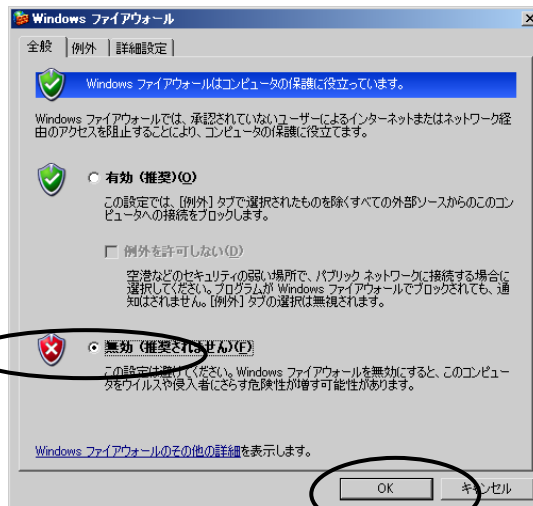 Windows ファイアウォール
全般
例外
詳細設定
Windows ファイアウォールはコンピュータの保護に役立っています。
Windows ファイアウォールでは、承認されていないユーザーによるインターネットまたはネットワーク経
由のアクセスを阻止することにより、コンピュータの保護に役立てます。
有効 (推奨)(O)
この設定では、[例外] タブで選択されたものを除くすべての外部ソースからのこのコン
ピュータへの接続をブロックします。
例外を許可しない(D)
空港などのセキュリティの弱い場所で、パブリック ネットワークに接続する場合に
選択してください。プログラムが Windows ファイアウォールでブロックされても、通
知はされません。[例外] タブの選択は無視されます。
無効 (推奨されません)(F)
この設定は避けてください。Windows ファイアウォールを無効にすると、このコンピュー
タをウイルスや侵入者にさらす危険性が増す可能性があります。
Windows ファイアウォールのその他の詳細を表示します。
OK
キャンセル